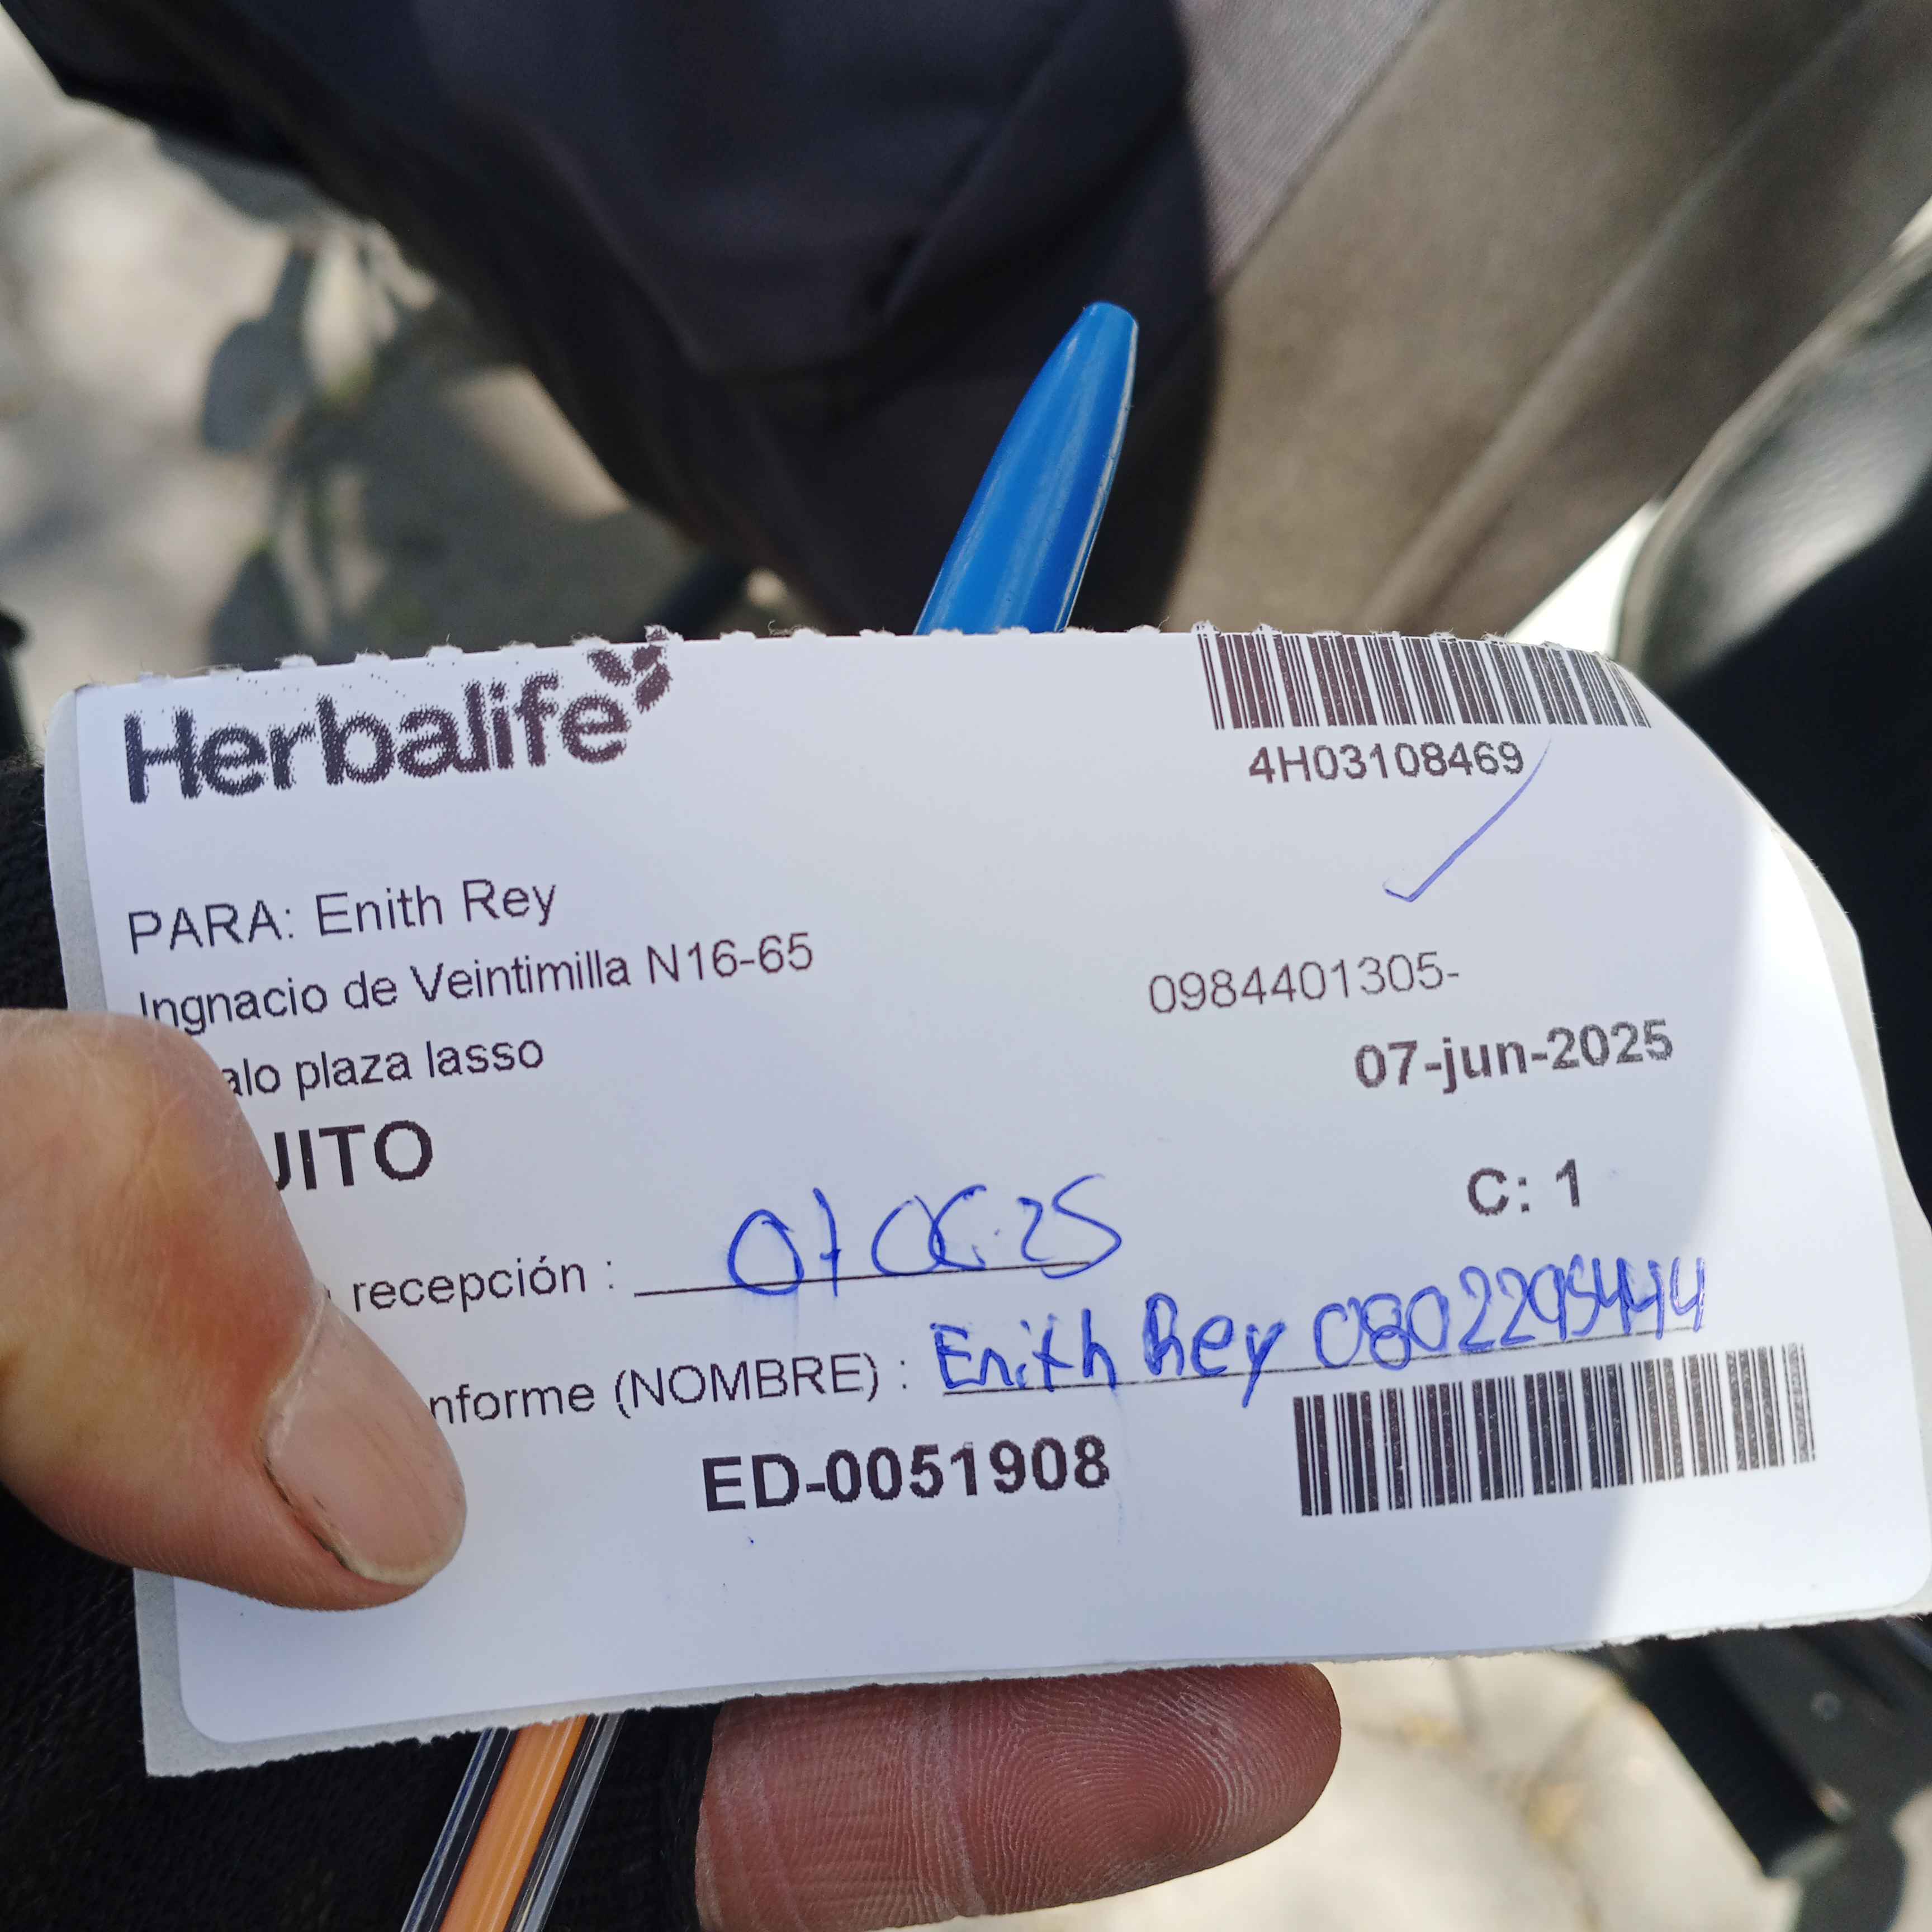 Herbalife
4H03108469
PARA: Enith Rey
Ingnacio de Veintimilla N16-65
0984401305-
alo plaza lasso
07-jun-2025
UITO
C: 1
recepción : 07 06.25
nforme (NOMBRE) : Enith Rey
ED-0051908